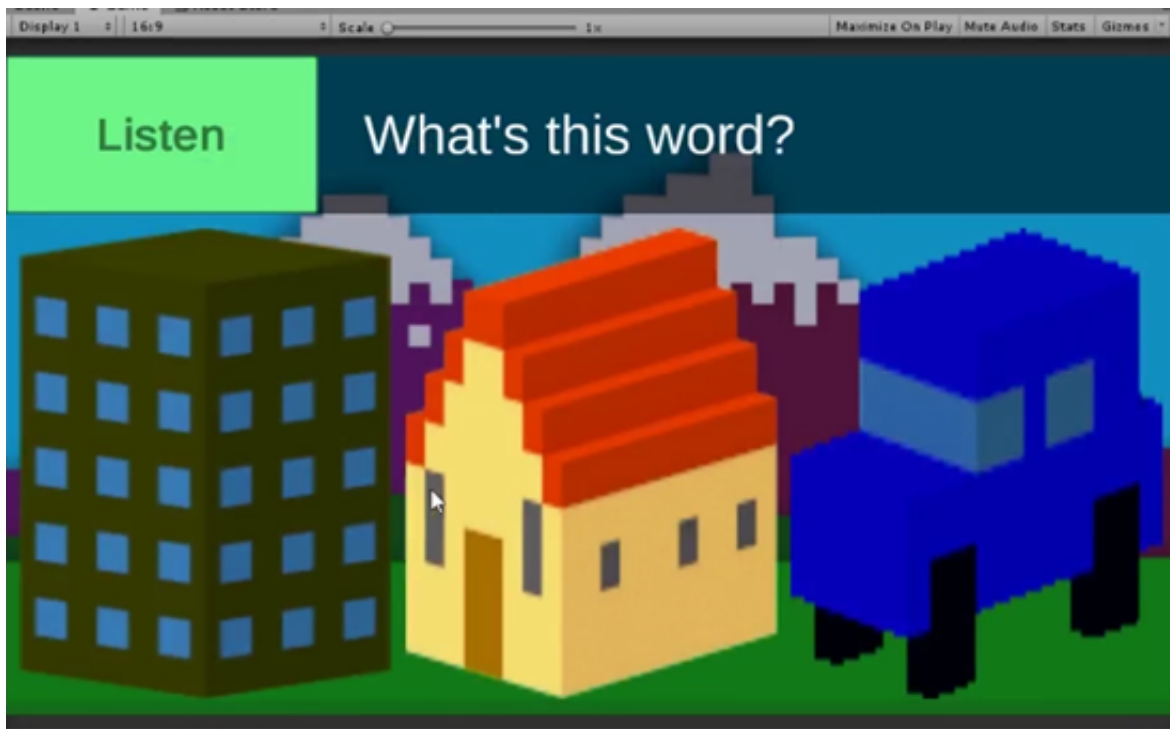 Display 1 16:9 Scale 1x Maximize On Play Mute Audio Stats Gizmos
Listen
What's this word?